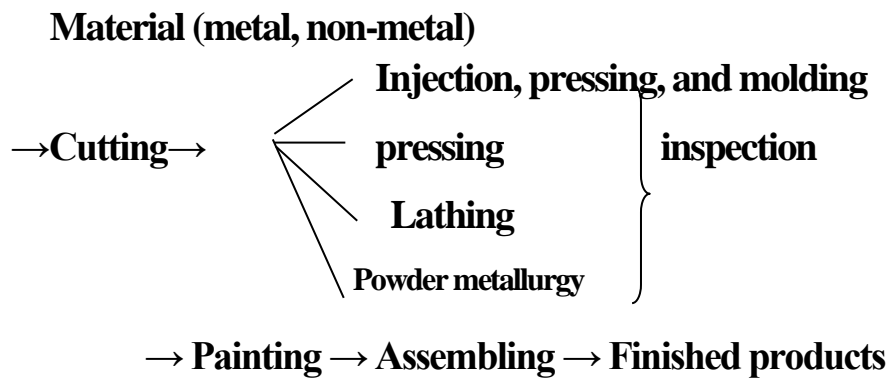 Material (metal, non-metal)
Injection, pressing, and molding
→Cutting→ pressing inspection
Lathing
Powder metallurgy
→ Painting → Assembling → Finished products